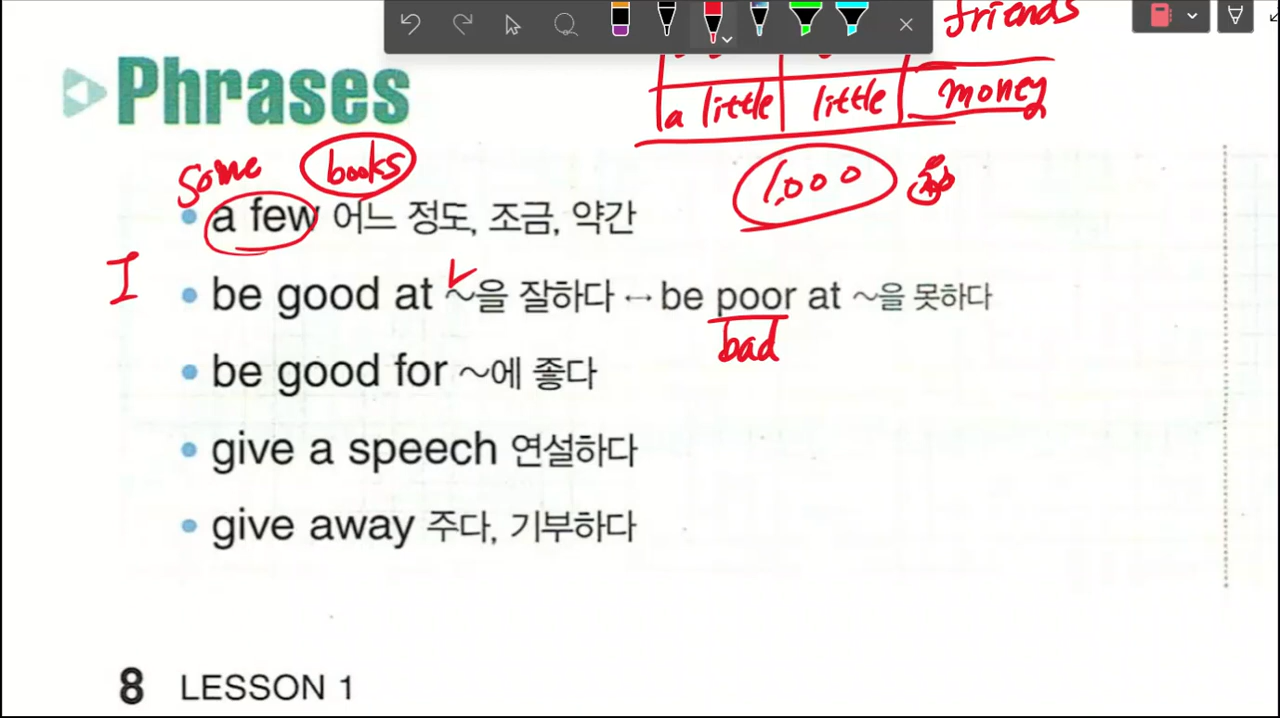 friends
a little little money
Phrases
some books
1,000
a few 어느 정도, 조금, 약간
I
be good at ~을 잘하다 ↔ be poor at ~을 못하다
bad
be good for ~에 좋다
give a speech 연설하다
give away 주다, 기부하다
8 LESSON 1